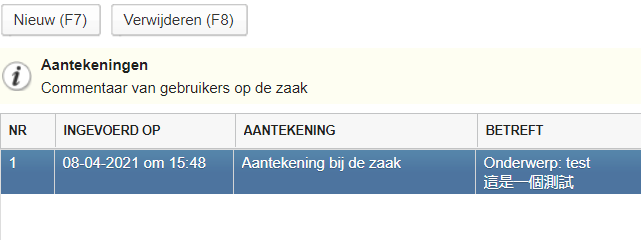 Nieuw (F7) Verwijderen (F8)
Aantekeningen
Commentaar van gebruikers op de zaak
NR INGEVOERD OP AANTEKENING BETREFT
1 08-04-2021 om 15:48 Aantekening bij de zaak Onderwerp: test
這是一個測試